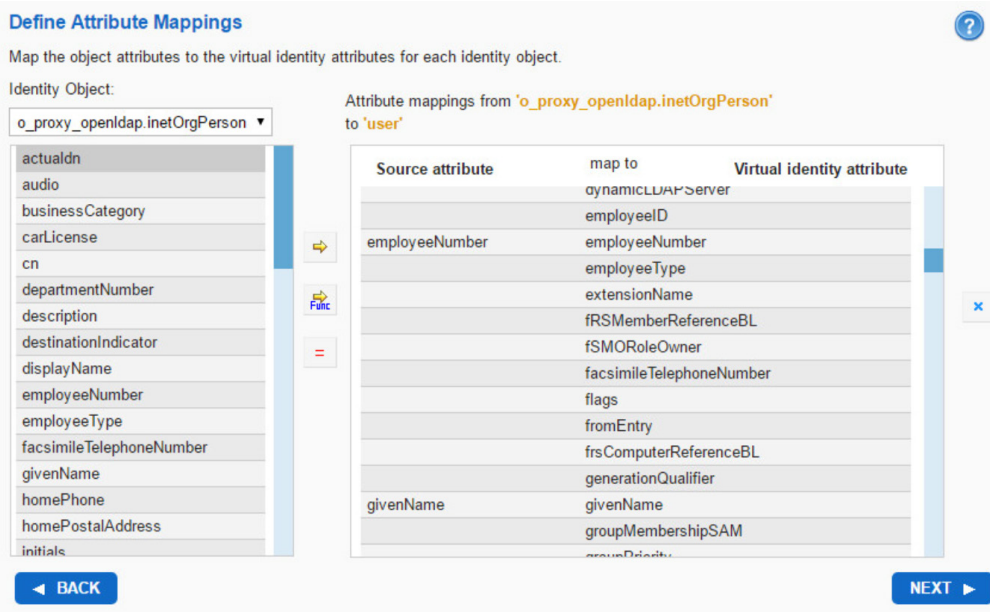 Define Attribute Mappings
?
Map the object attributes to the virtual identity attributes for each identity object.
Identity Object:
o_proxy_openldap.inetOrgPerson
actualdn
audio
businessCategory
carLicense
cn
departmentNumber
description
destinationIndicator
displayName
employeeNumber
employeeType
facsimileTelephoneNumber
givenName
homePhone
homePostalAddress
initials
Func
=
Attribute mappings from 'o_proxy_openldap.inetOrgPerson'
to 'user'
Source attribute map to Virtual identity attribute
dynamicLDAPServer
employeeID
employeeNumber employeeNumber
employeeType
extensionName
fRSMemberReferenceBL
fSMORoleOwner
facsimileTelephoneNumber
flags
fromEntry
frsComputerReferenceBL
generationQualifier
givenName givenName
groupMembershipSAM
groupPriority
×
BACK
NEXT